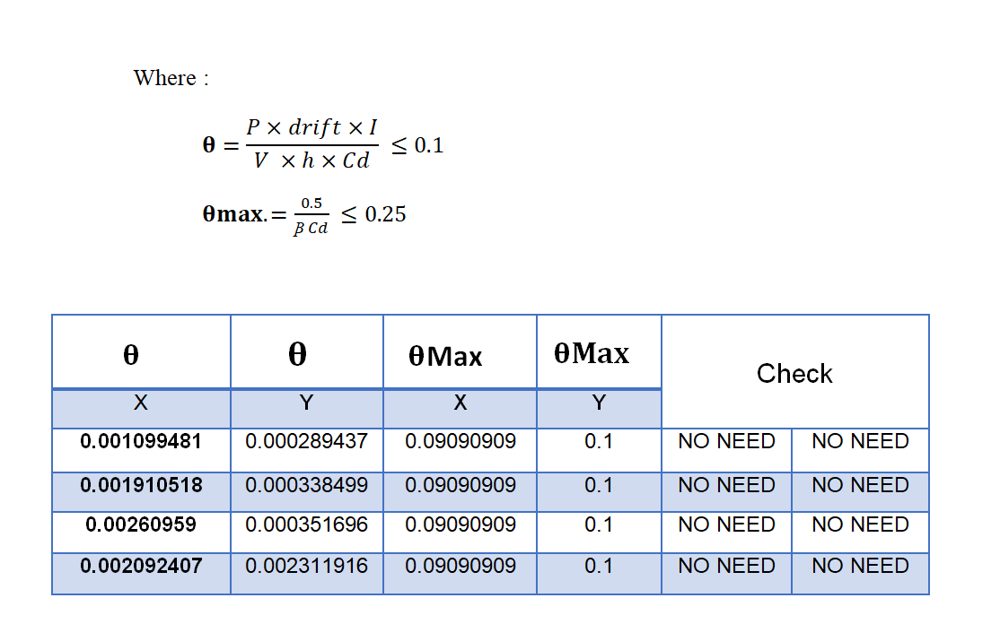 Where :
θ = P × drift × I / V × h × Cd ≤ 0.1
θmax. = 0.5 / β Cd ≤ 0.25
θ θ θMax θMax Check
X Y X Y
0.001099481 0.000289437 0.09090909 0.1 NO NEED NO NEED
0.001910518 0.000338499 0.09090909 0.1 NO NEED NO NEED
0.00260959 0.000351696 0.09090909 0.1 NO NEED NO NEED
0.002092407 0.002311916 0.09090909 0.1 NO NEED NO NEED